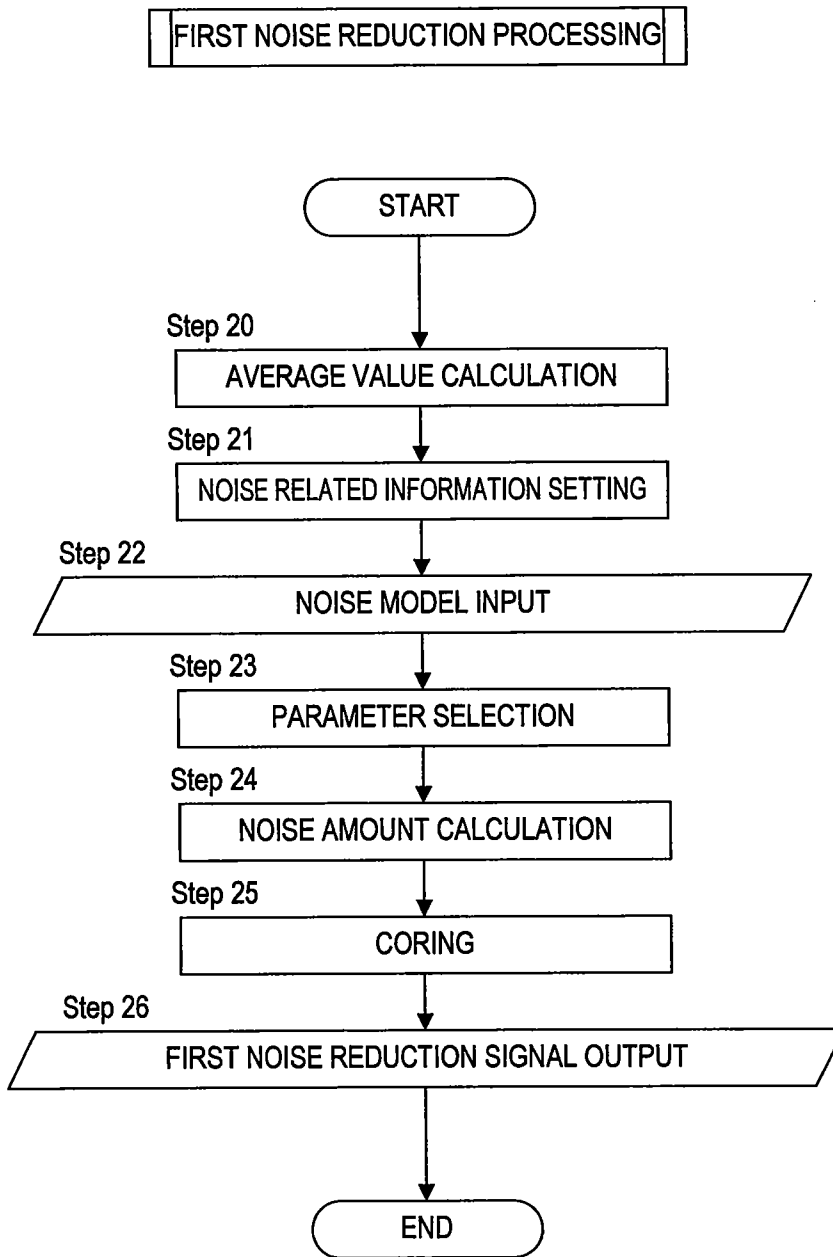 FIRST NOISE REDUCTION PROCESSING
START
Step 20
AVERAGE VALUE CALCULATION
Step 21
NOISE RELATED INFORMATION SETTING
Step 22
NOISE MODEL INPUT
Step 23
PARAMETER SELECTION
Step 24
NOISE AMOUNT CALCULATION
Step 25
CORING
Step 26
FIRST NOISE REDUCTION SIGNAL OUTPUT
END